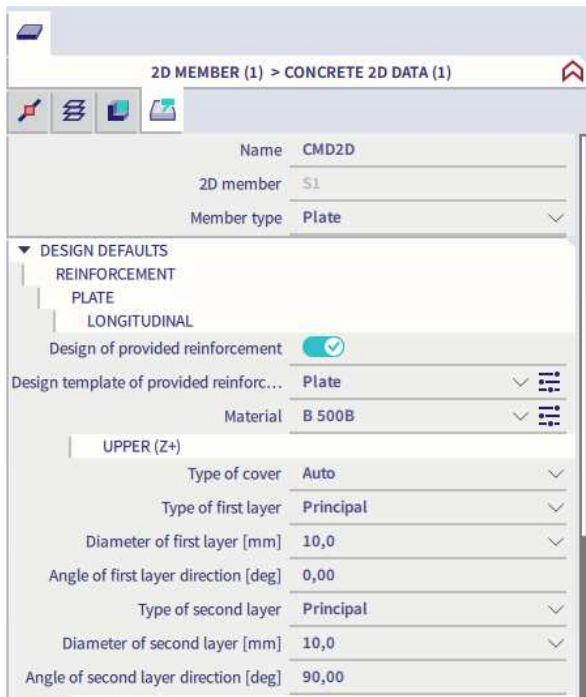 2D MEMBER (1) > CONCRETE 2D DATA (1)
Name CMD2D
2D member S1
Member type Plate
DESIGN DEFAULTS
REINFORCEMENT
PLATE
LONGITUDINAL
Design of provided reinforcement
Design template of provided reinforc... Plate
Material B 500B
UPPER (Z+)
Type of cover Auto
Type of first layer Principal
Diameter of first layer [mm] 10,0
Angle of first layer direction [deg] 0,00
Type of second layer Principal
Diameter of second layer [mm] 10,0
Angle of second layer direction [deg] 90,00